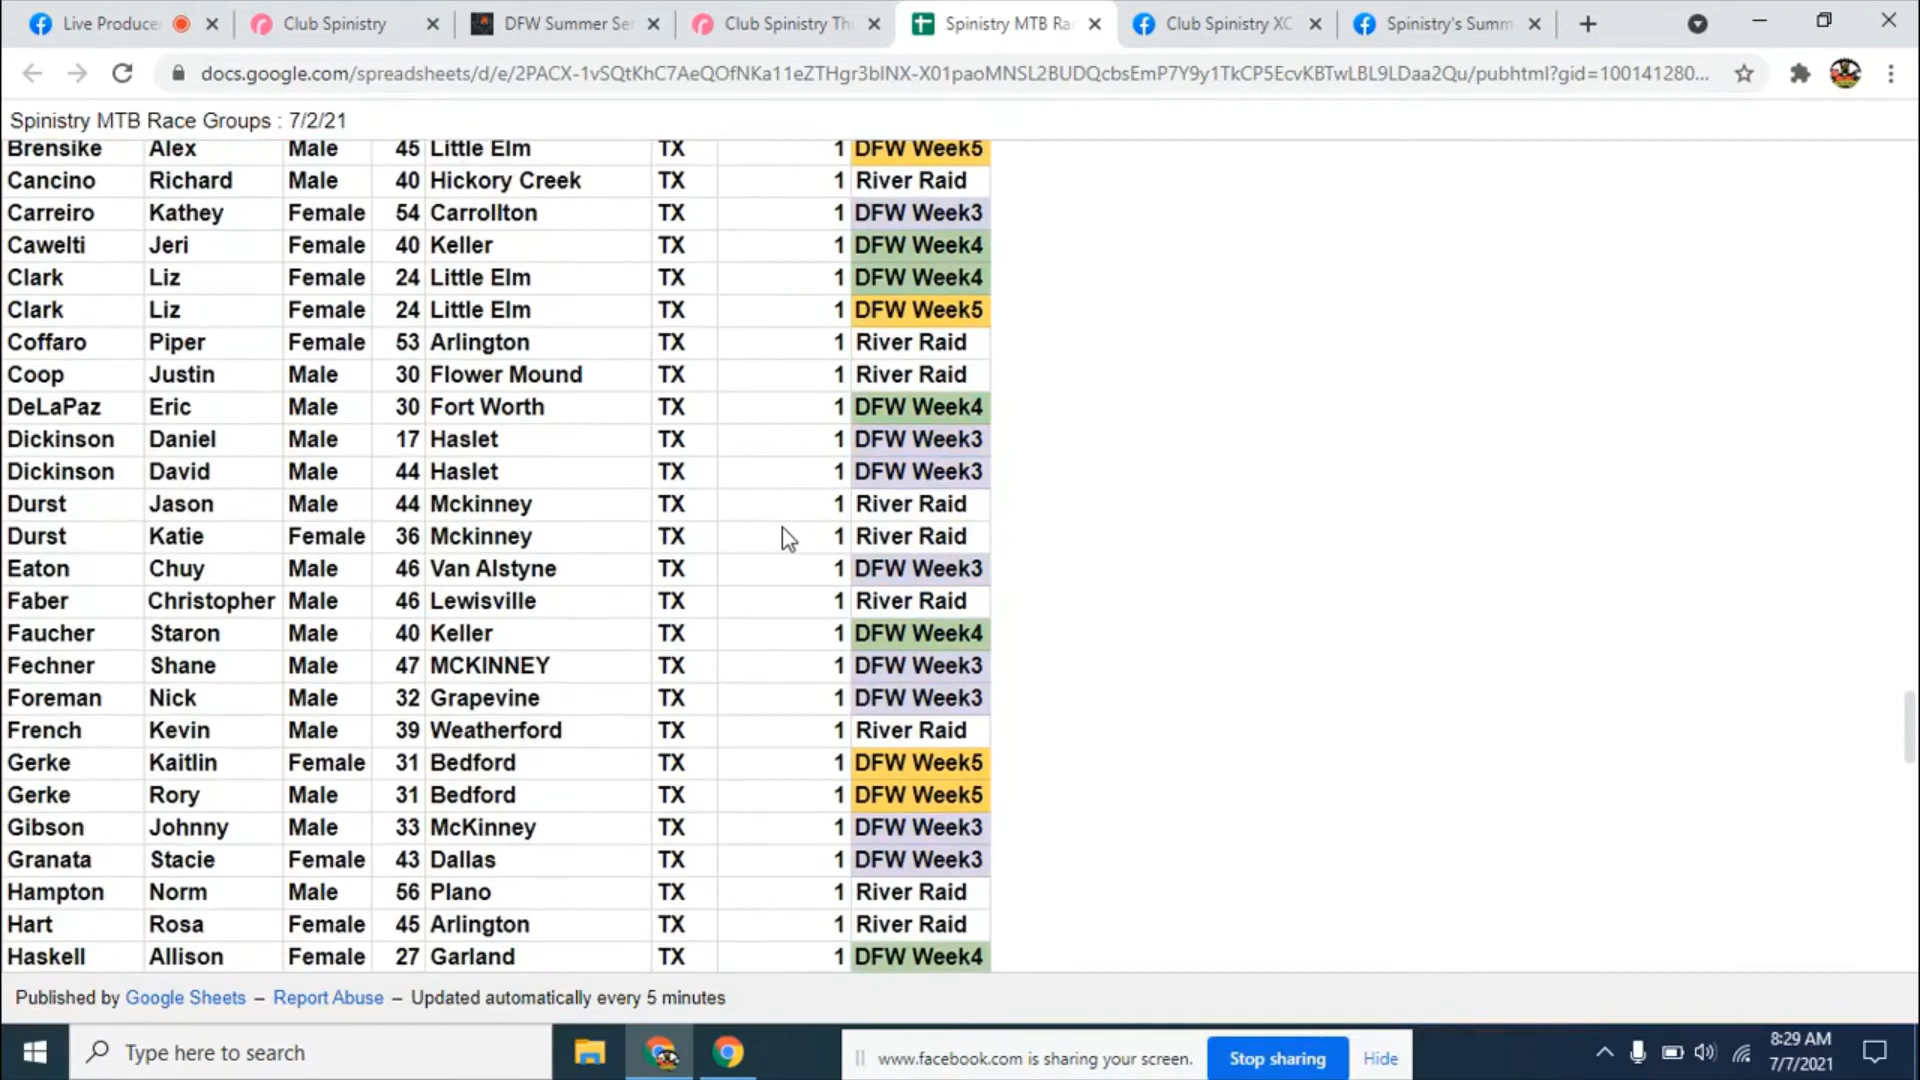 Live Produce
Club Spinistry
DFW Summer Se
Club Spinistry Th
Spinistry MTB Ra
Club Spinistry XC
Spinistry's Summ
docs.google.com/spreadsheets/d/e/2PACX-1vSQtKhC7AeQOfNKa11eZTHgr3blNX-X01paoMNSL2BUDQcbsEmP7Y9y1TkCP5EcvKBTwLBL9LDaa2Qu/pubhtml?gid=100141280...
Spinistry MTB Race Groups : 7/2/21
Brensike Alex Male 45 Little Elm TX 1 DFW Week5
Cancino Richard Male 40 Hickory Creek TX 1 River Raid
Carreiro Kathey Female 54 Carrollton TX 1 DFW Week3
Cawelti Jeri Female 40 Keller TX 1 DFW Week4
Clark Liz Female 24 Little Elm TX 1 DFW Week4
Clark Liz Female 24 Little Elm TX 1 DFW Week5
Coffaro Piper Female 53 Arlington TX 1 River Raid
Coop Justin Male 30 Flower Mound TX 1 River Raid
DeLaPaz Eric Male 30 Fort Worth TX 1 DFW Week4
Dickinson Daniel Male 17 Haslet TX 1 DFW Week3
Dickinson David Male 44 Haslet TX 1 DFW Week3
Durst Jason Male 44 Mckinney TX 1 River Raid
Durst Katie Female 36 Mckinney TX 1 River Raid
Eaton Chuy Male 46 Van Alstyne TX 1 DFW Week3
Faber Christopher Male 46 Lewisville TX 1 River Raid
Faucher Staron Male 40 Keller TX 1 DFW Week4
Fechner Shane Male 47 MCKINNEY TX 1 DFW Week3
Foreman Nick Male 32 Grapevine TX 1 DFW Week3
French Kevin Male 39 Weatherford TX 1 River Raid
Gerke Kaitlin Female 31 Bedford TX 1 DFW Week5
Gerke Rory Male 31 Bedford TX 1 DFW Week5
Gibson Johnny Male 33 McKinney TX 1 DFW Week3
Granata Stacie Female 43 Dallas TX 1 DFW Week3
Hampton Norm Male 56 Plano TX 1 River Raid
Hart Rosa Female 45 Arlington TX 1 River Raid
Haskell Allison Female 27 Garland TX 1 DFW Week4
Published by Google Sheets – Report Abuse – Updated automatically every 5 minutes
Type here to search
www.facebook.com is sharing your screen. Stop sharing Hide
8:29 AM
7/7/2021